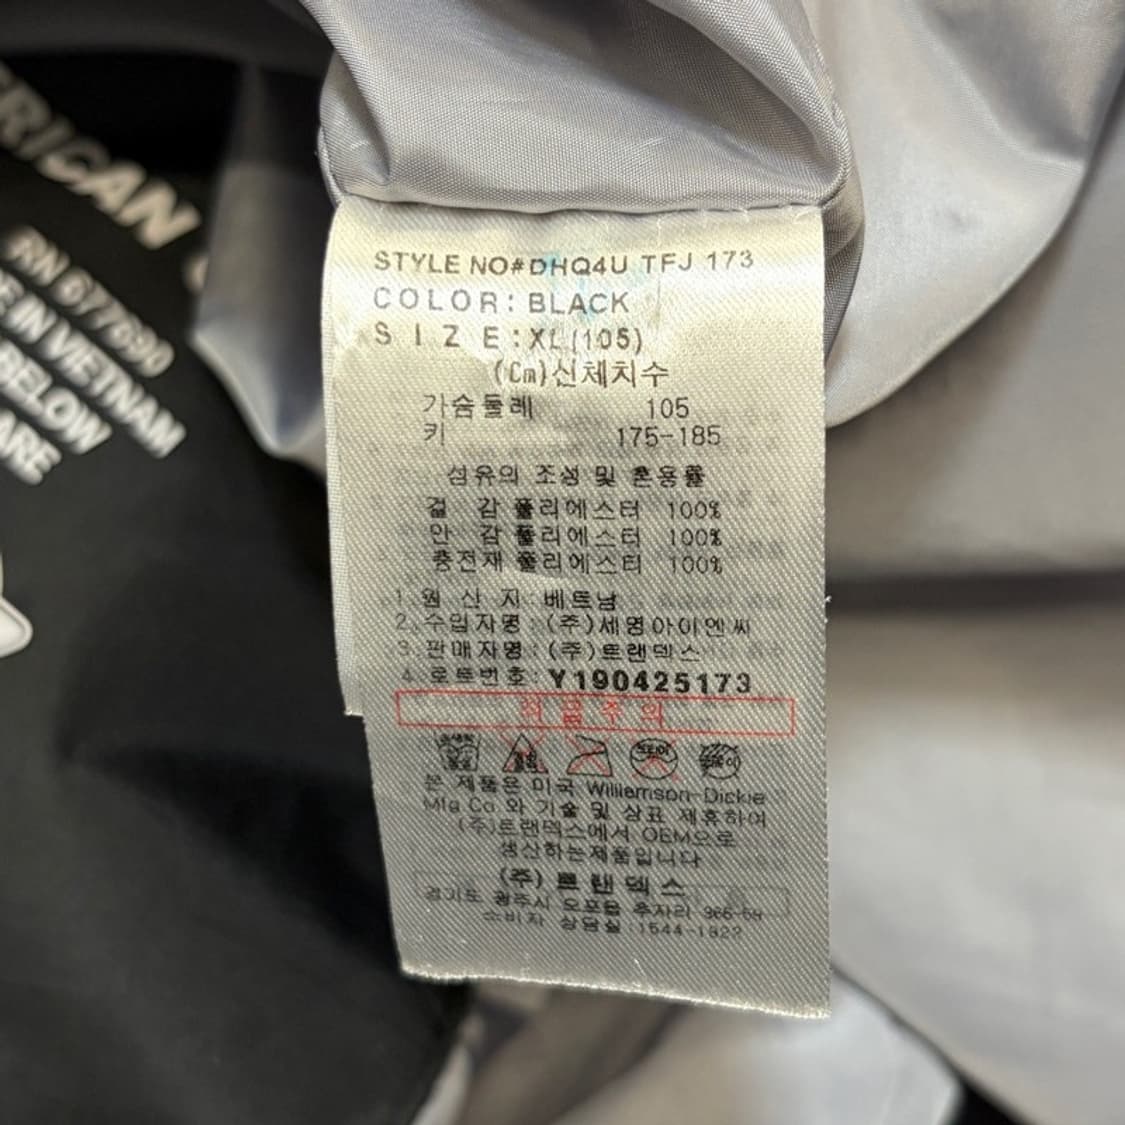 ERICAN
RN 077690
E IN VIETNAM
BELOW
ARE
STYLE NO#DHQ4U TFJ 173
COLOR: BLACK
SIZE:XL(105)
(Cm)신체치수
가슴둘레 105
키 175-185
섬유의 조성 및 혼용률
겉 감 폴리에스터 100%
안 감 폴리에스터 100%
충전재 폴리에스터 100%
1. 원 산 지: 베트남
2. 수입자명: (주)세영아이엔씨
3. 판매자명: (주)트랜덱스
4. 로트번호: Y190425173
취급주의
드라이
본 제품은 미국 Williamson-Dickie
Mfg Co 와 기술 및 상표 제휴하여
(주)트랜덱스에서 OEM으로
생산하는제품입니다
(주) 트랜덱스
경기도 광주시 오포읍 추자리
소비자 상담실 :1544-1822